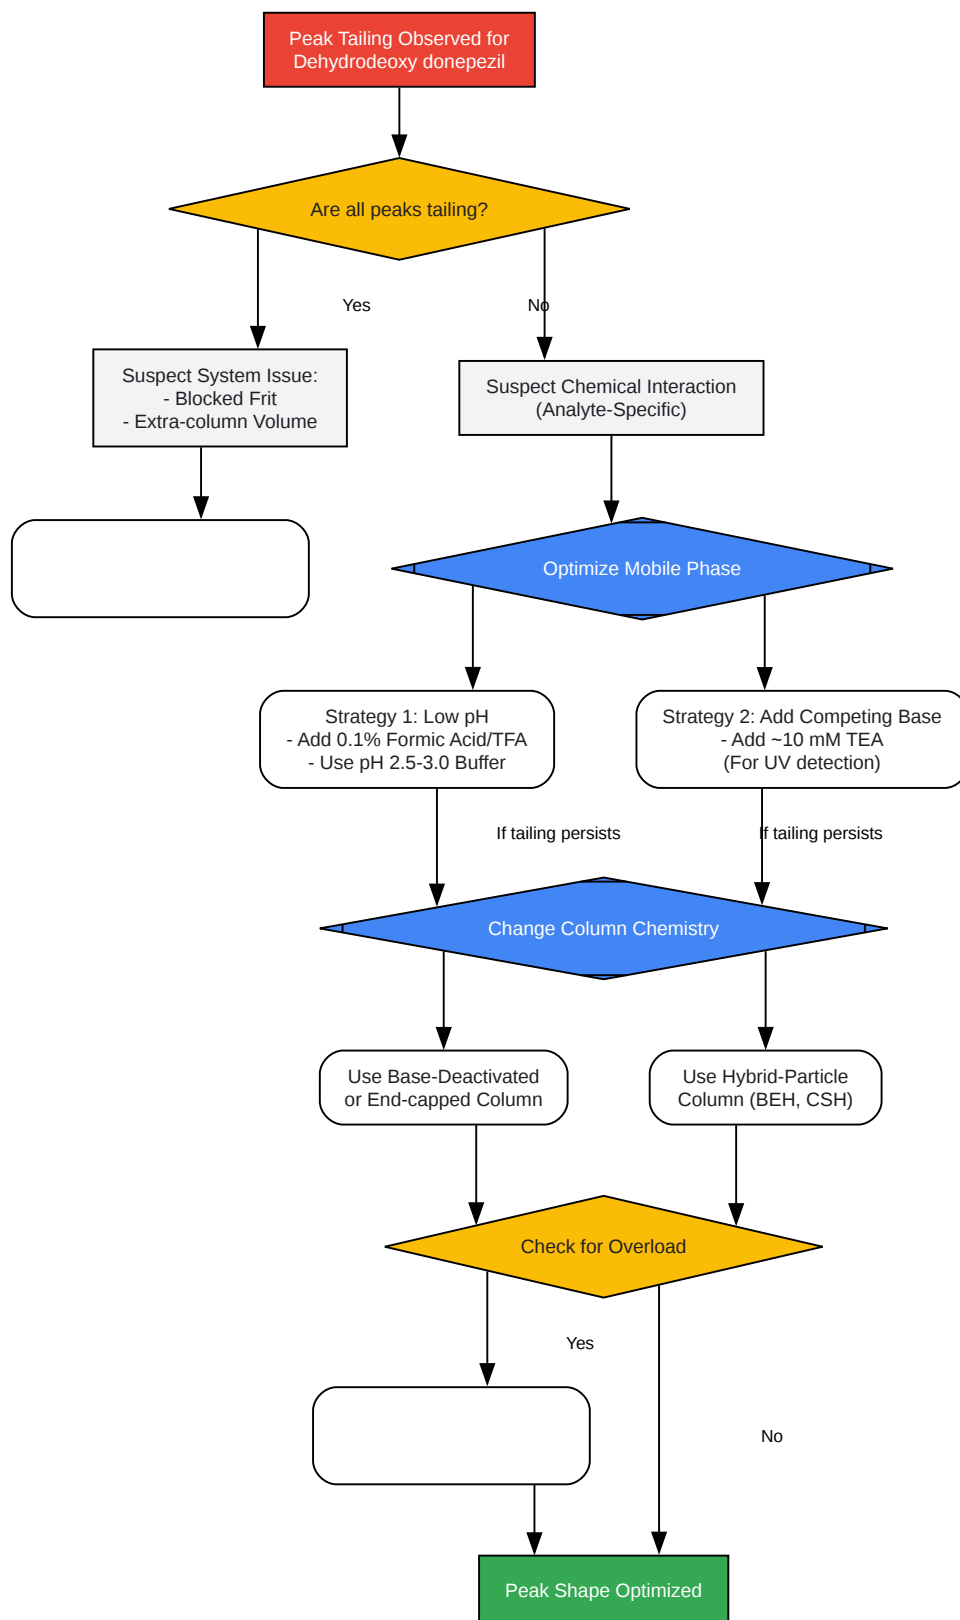 Peak Tailing Observed for
Dehydrodeoxy donepezil
Are all peaks tailing?
Yes
No
Suspect System Issue:
- Blocked Frit
- Extra-column Volume
Suspect Chemical Interaction
(Analyte-Specific)
Optimize Mobile Phase
Strategy 1: Low pH
- Add 0.1% Formic Acid/TFA
- Use pH 2.5-3.0 Buffer
Strategy 2: Add Competing Base
- Add ~10 mM TEA
(For UV detection)
If tailing persists
If tailing persists
Change Column Chemistry
Use Base-Deactivated
or End-capped Column
Use Hybrid-Particle
Column (BEH, CSH)
Check for Overload
Yes
No
Peak Shape Optimized